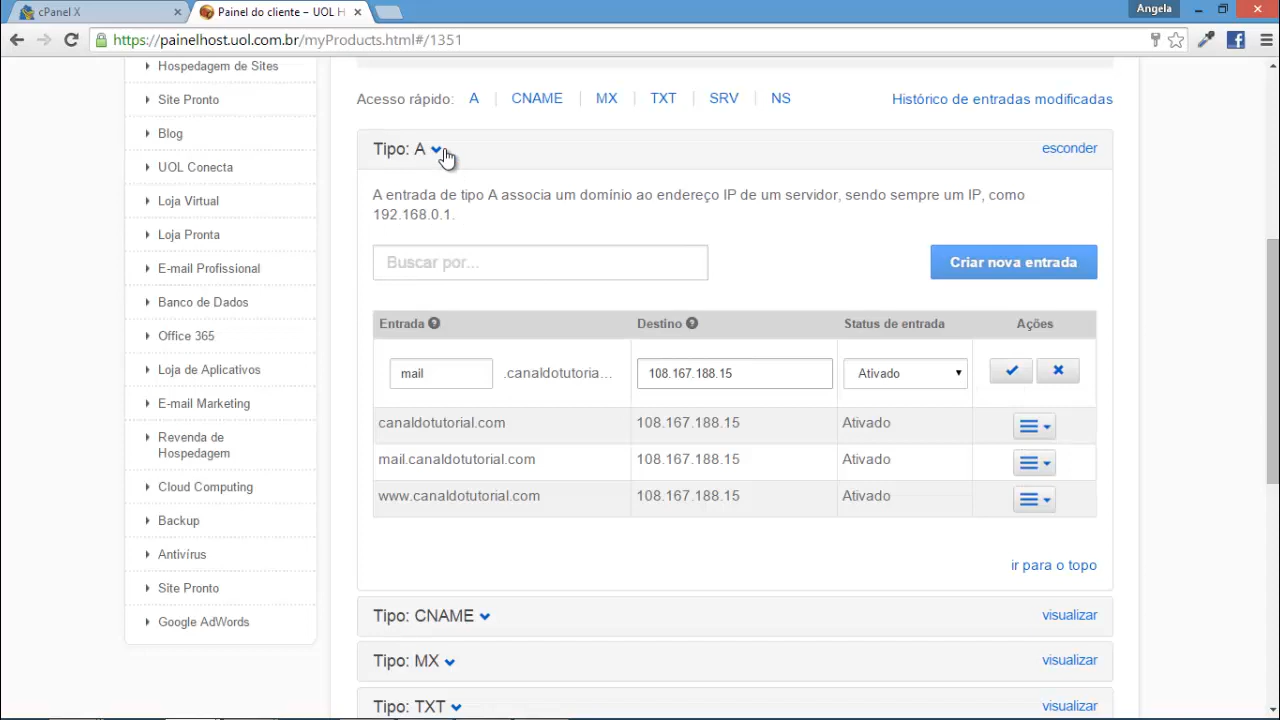 cPanel X
Painel do cliente – UOL H
Angela
https://painelhost.uol.com.br/myProducts.html#/1351
Hospedagem de Sites
Site Pronto
Blog
UOL Conecta
Loja Virtual
Loja Pronta
E-mail Profissional
Banco de Dados
Office 365
Loja de Aplicativos
E-mail Marketing
Revenda de
Hospedagem
Cloud Computing
Backup
Antivírus
Site Pronto
Google AdWords
Acesso rápido: A | CNAME | MX | TXT | SRV | NS
Histórico de entradas modificadas
Tipo: A
esconder
A entrada de tipo A associa um domínio ao endereço IP de um servidor, sendo sempre um IP, como
192.168.0.1.
Buscar por...
Criar nova entrada
Entrada ? Destino ? Status de entrada Ações
mail .canaldotutoria... 108.167.188.15 Ativado
canaldotutorial.com 108.167.188.15 Ativado
mail.canaldotutorial.com 108.167.188.15 Ativado
www.canaldotutorial.com 108.167.188.15 Ativado
ir para o topo
Tipo: CNAME visualizar
Tipo: MX visualizar
Tipo: TXT visualizar